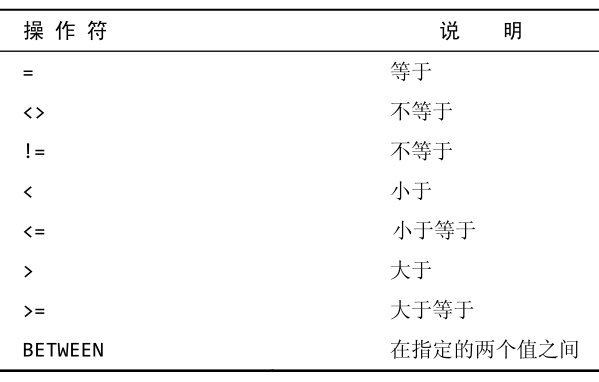 操作符 说明
= 等于
<> 不等于
!= 不等于
< 小于
<= 小于等于
> 大于
>= 大于等于
BETWEEN 在指定的两个值之间